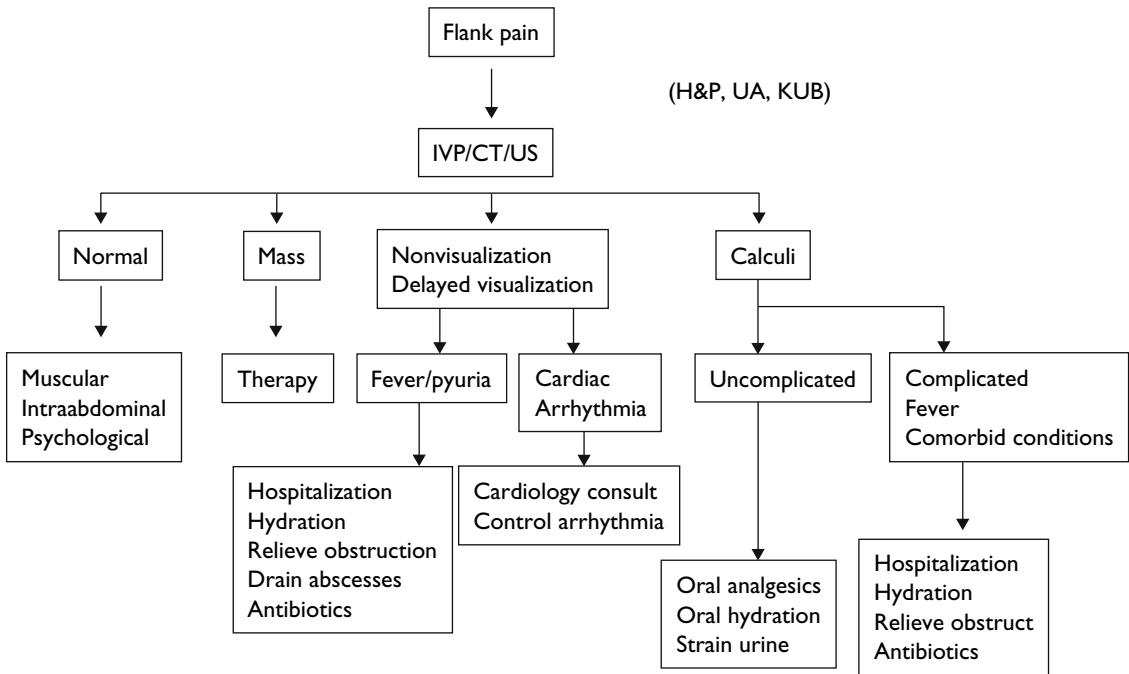 Flank pain
(H&P, UA, KUB)
IVP/CT/US
Normal
Mass
Nonvisualization
Delayed visualization
Calculi
Muscular
Intraabdominal
Psychological
Therapy
Fever/pyuria
Cardiac
Arrhythmia
Uncomplicated
Complicated
Fever
Comorbid conditions
Hospitalization
Hydration
Relieve obstruction
Drain abscesses
Antibiotics
Cardiology consult
Control arrhythmia
Oral analgesics
Oral hydration
Strain urine
Hospitalization
Hydration
Relieve obstruct
Antibiotics